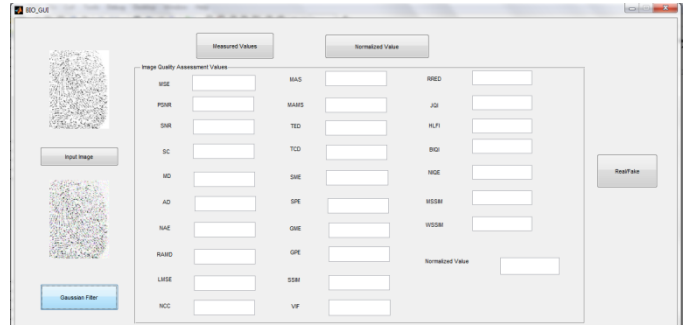 BIO_GUI
Measured Values
Normalized Value
Image Quality Assessment Values
MSE
MAS
RRED
PSNR
MAMS
JQI
SNR
TED
HLFI
SC
TCD
BIQI
Input Image
MD
SME
NIQE
Real/Fake
AD
SPE
MSSIM
NAE
GME
WSSIM
RAMD
GPE
Normalized Value
LMSE
SSIM
Gaussian Filter
NCC
VIF